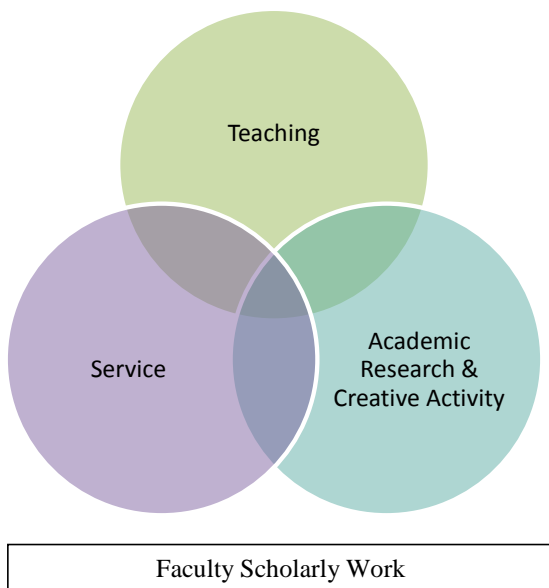 Teaching
Service
Academic
Research &
Creative Activity
Faculty Scholarly Work